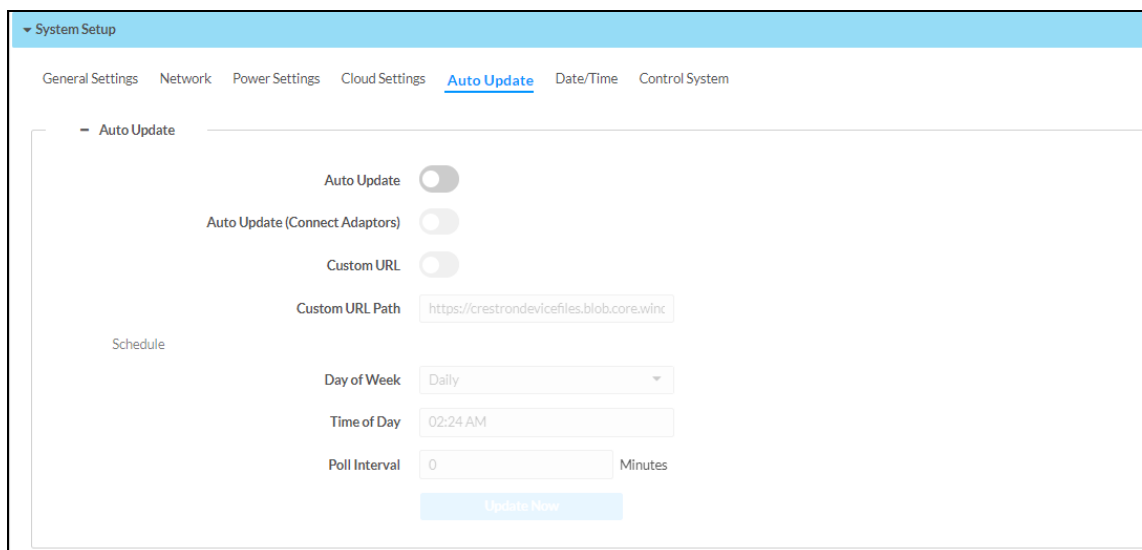 System Setup
General Settings Network Power Settings Cloud Settings Auto Update Date/Time Control System
Auto Update
Auto Update
Auto Update (Connect Adaptors)
Custom URL
Custom URL Path https://crestrondevicefiles.blob.core.winc
Schedule
Day of Week Daily
Time of Day 02:24 AM
Poll Interval 0 Minutes
Update Now